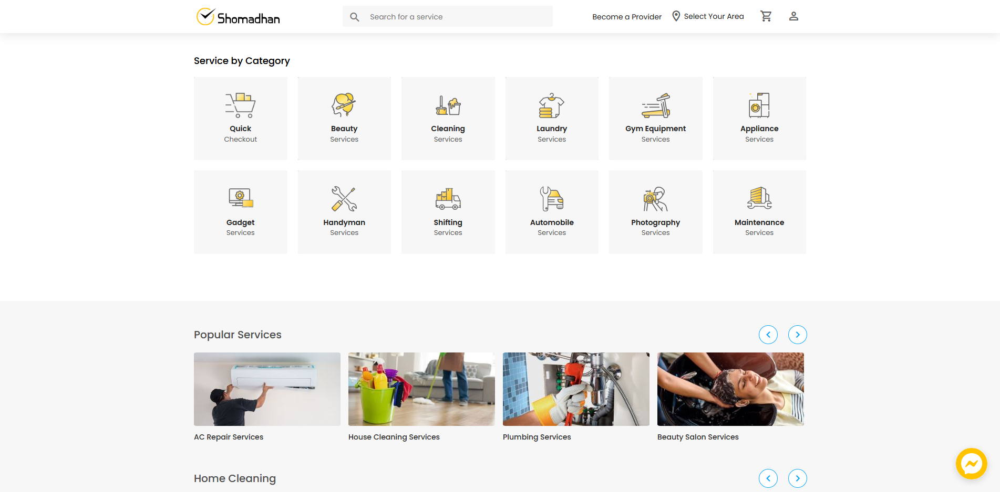 Shomadhan
Search for a service
Become a Provider
Select Your Area
Service by Category
Quick
Checkout
Beauty
Services
Cleaning
Services
Laundry
Services
Gym Equipment
Services
Appliance
Services
Gadget
Services
Handyman
Services
Shifting
Services
Automobile
Services
Photography
Services
Maintenance
Services
Popular Services
AC Repair Services
House Cleaning Services
Plumbing Services
Beauty Salon Services
Home Cleaning